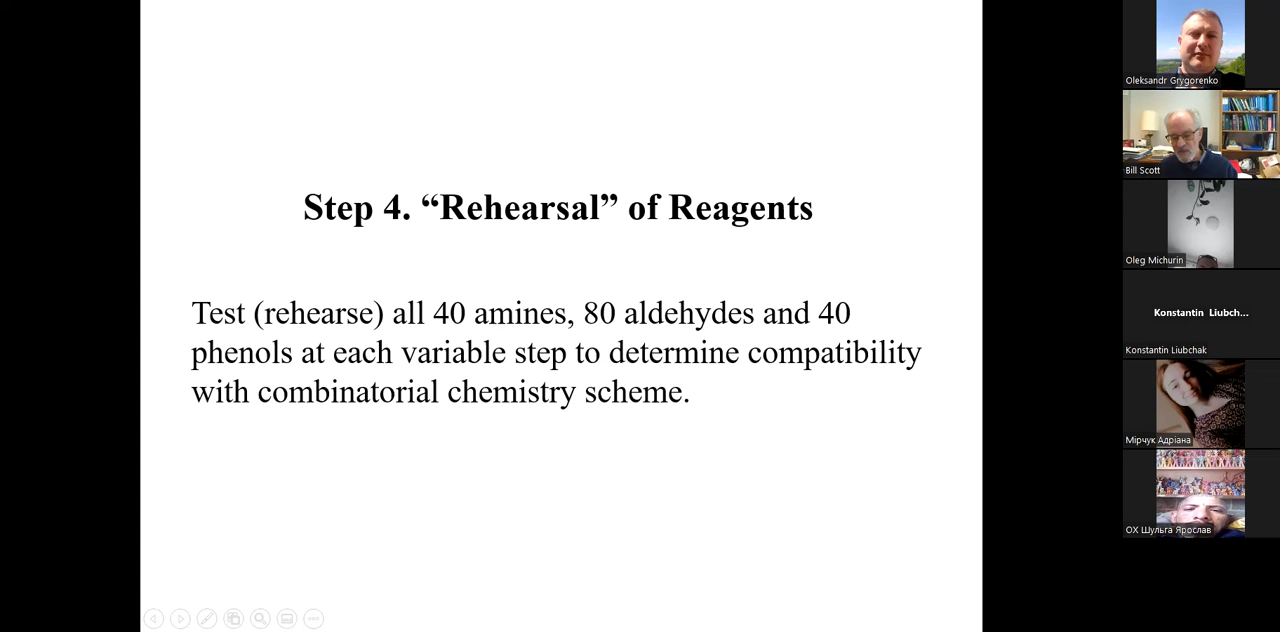 Step 4. “Rehearsal” of Reagents
Test (rehearse) all 40 amines, 80 aldehydes and 40
phenols at each variable step to determine compatibility
with combinatorial chemistry scheme.
Oleksandr Grygorenko
Bill Scott
Oleg Michurin
Konstantin Liubch...
Konstantin Liubchak
Мірчук Адріана
ОХ Шульга Ярослав